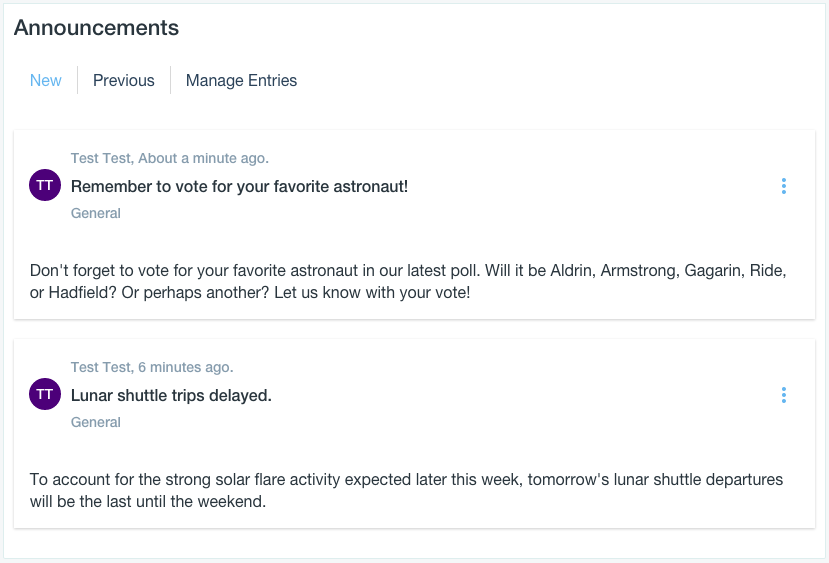 Announcements
New
Previous
Manage Entries
Test Test, About a minute ago.
TT
Remember to vote for your favorite astronaut!
General
Don't forget to vote for your favorite astronaut in our latest poll. Will it be Aldrin, Armstrong, Gagarin, Ride,
or Hadfield? Or perhaps another? Let us know with your vote!
Test Test, 6 minutes ago.
TT
Lunar shuttle trips delayed.
General
To account for the strong solar flare activity expected later this week, tomorrow's lunar shuttle departures
will be the last until the weekend.